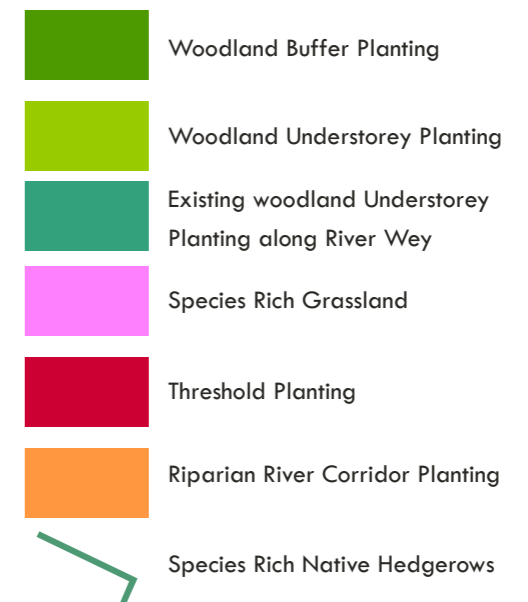 Woodland Buffer Planting
Woodland Understorey Planting
Existing woodland Understorey
Planting along River Wey
Species Rich Grassland
Threshold Planting
Riparian River Corridor Planting
Species Rich Native Hedgerows